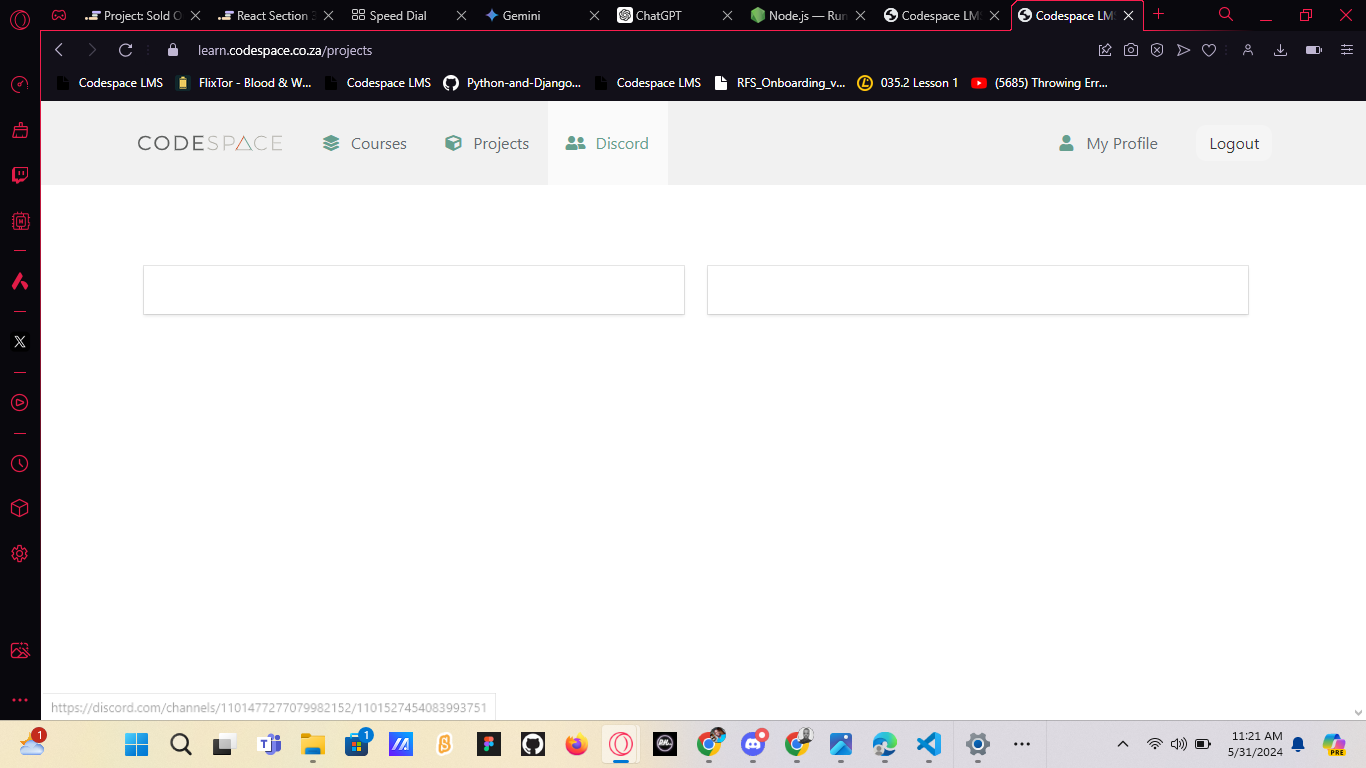 Project: Sold O
React Section 3
Speed Dial
Gemini
ChatGPT
Node.js — Run
Codespace LM
Codespace LM
learn.codespace.co.za/projects
Codespace LMS
FlixTor - Blood & W...
Codespace LMS
Python-and-Django...
Codespace LMS
RFS_Onboarding_v...
035.2 Lesson 1
(5685) Throwing Err...
CODESPACE
Courses
Projects
Discord
My Profile
Logout
https://discord.com/channels/1101477277079982152/1101527454083993751
1
1
11:21 AM
5/31/2024
PRE